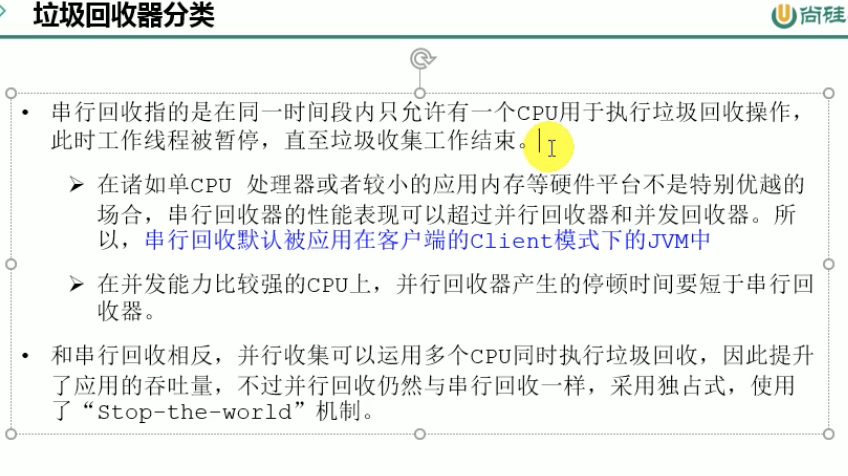 垃圾回收器分类
尚硅
• 串行回收指的是在同一时间段内只允许有一个CPU用于执行垃圾回收操作，
此时工作线程被暂停，直至垃圾收集工作结束。
➢ 在诸如单CPU 处理器或者较小的应用内存等硬件平台不是特别优越的
场合，串行回收器的性能表现可以超过并行回收器和并发回收器。所
以，串行回收默认被应用在客户端的Client模式下的JVM中
➢ 在并发能力比较强的CPU上，并行回收器产生的停顿时间要短于串行回
收器。
• 和串行回收相反，并行收集可以运用多个CPU同时执行垃圾回收，因此提升
了应用的吞吐量，不过并行回收仍然与串行回收一样，采用独占式，使用
了“Stop-the-world”机制。